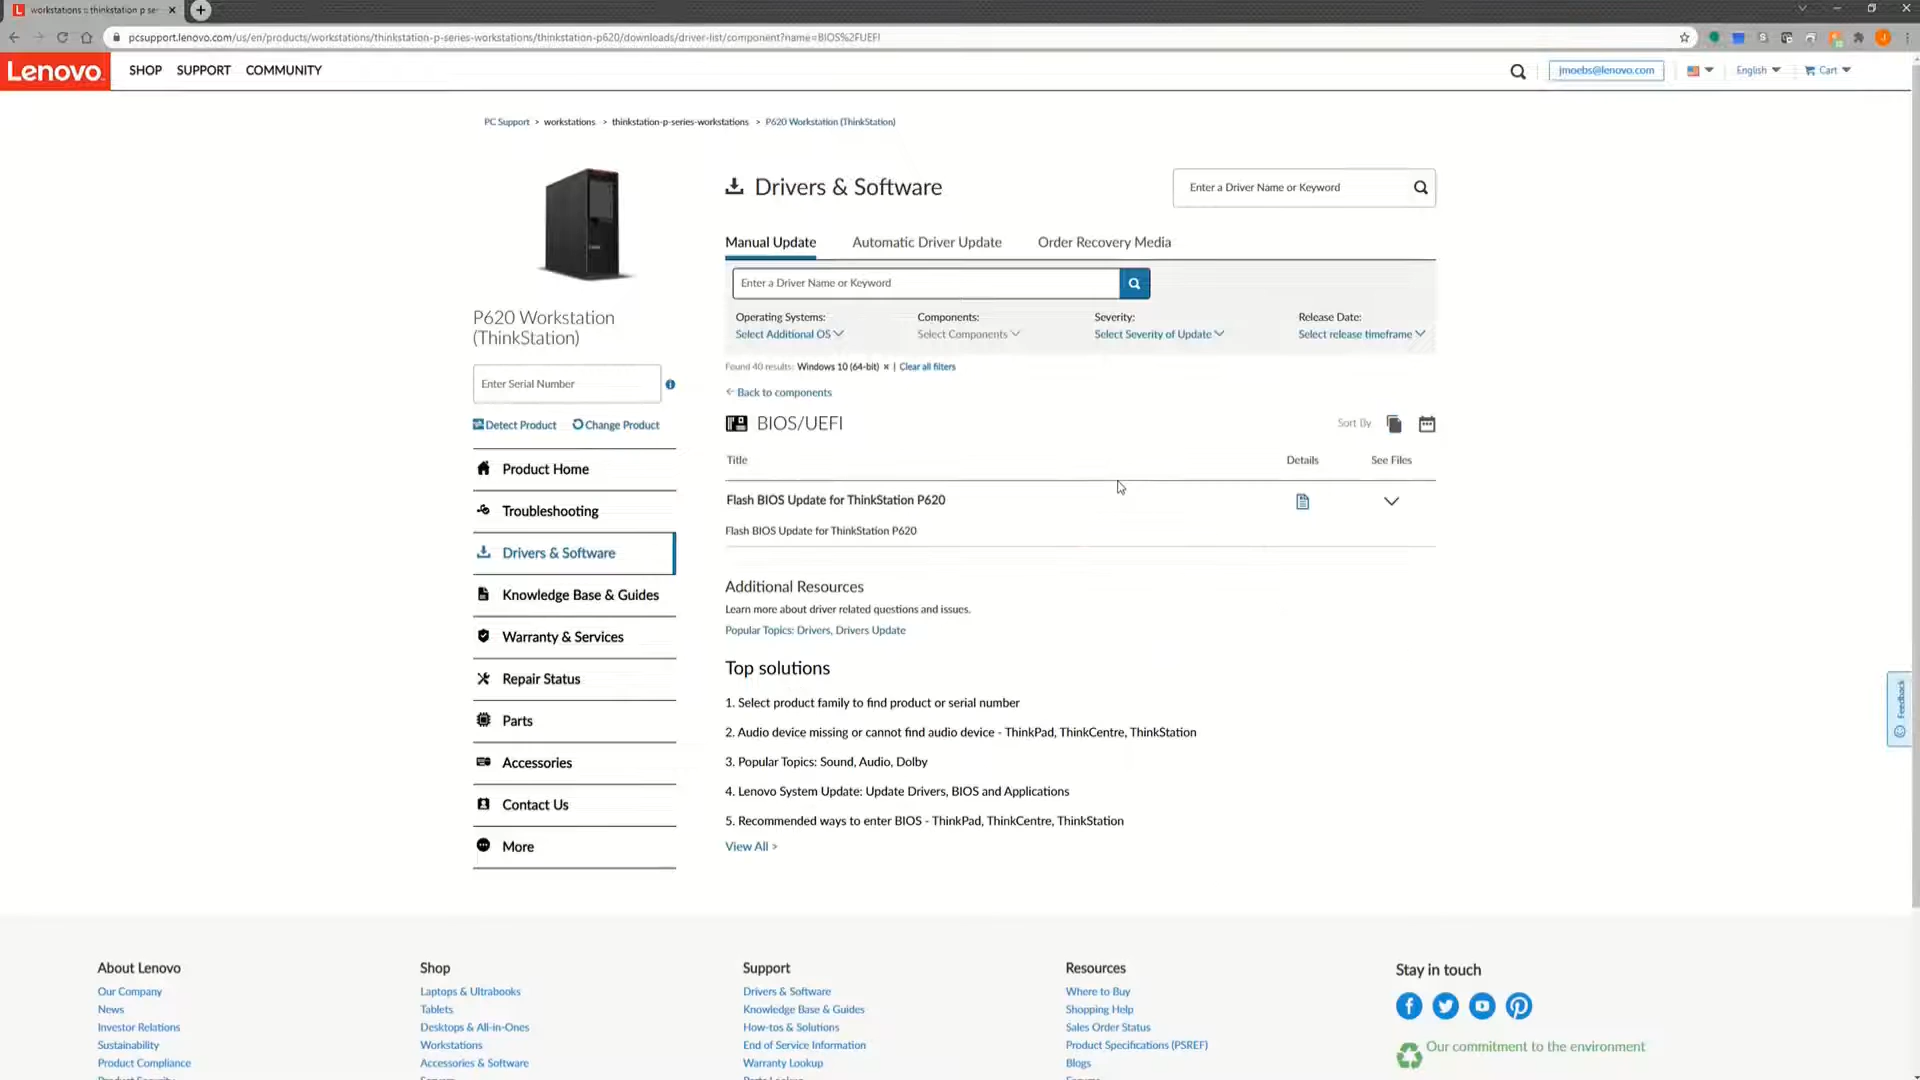 workstations :: thinkstation p se
pcsupport.lenovo.com/us/en/products/workstations/thinkstation-p-series-workstations/thinkstation-p620/downloads/driver-list/component?name=BIOS%2FUEFI
Lenovo SHOP SUPPORT COMMUNITY jmoebs@lenovo.com English Cart
PC Support > workstations > thinkstation-p-series-workstations > P620 Workstation (ThinkStation)
Drivers & Software
Enter a Driver Name or Keyword
Manual Update Automatic Driver Update Order Recovery Media
Enter a Driver Name or Keyword
Operating Systems: Components: Severity: Release Date:
Select Additional OS Select Components Select Severity of Update Select release timeframe
Found 40 results: Windows 10 (64-bit) × | Clear all filters
Back to components
BIOS/UEFI
Sort By
Title Details See Files
Flash BIOS Update for ThinkStation P620
Flash BIOS Update for ThinkStation P620
Additional Resources
Learn more about driver related questions and issues.
Popular Topics: Drivers, Drivers Update
Top solutions
1. Select product family to find product or serial number
2. Audio device missing or cannot find audio device - ThinkPad, ThinkCentre, ThinkStation
3. Popular Topics: Sound, Audio, Dolby
4. Lenovo System Update: Update Drivers, BIOS and Applications
5. Recommended ways to enter BIOS - ThinkPad, ThinkCentre, ThinkStation
View All >
P620 Workstation
(ThinkStation)
Enter Serial Number
Detect Product Change Product
Product Home
Troubleshooting
Drivers & Software
Knowledge Base & Guides
Warranty & Services
Repair Status
Parts
Accessories
Contact Us
More
Feedback
About Lenovo
Our Company
News
Investor Relations
Sustainability
Product Compliance
Shop
Laptops & Ultrabooks
Tablets
Desktops & All-in-Ones
Workstations
Accessories & Software
Support
Drivers & Software
Knowledge Base & Guides
How-tos & Solutions
End of Service Information
Warranty Lookup
Resources
Where to Buy
Shopping Help
Sales Order Status
Product Specifications (PSREF)
Blogs
Stay in touch
Our commitment to the environment